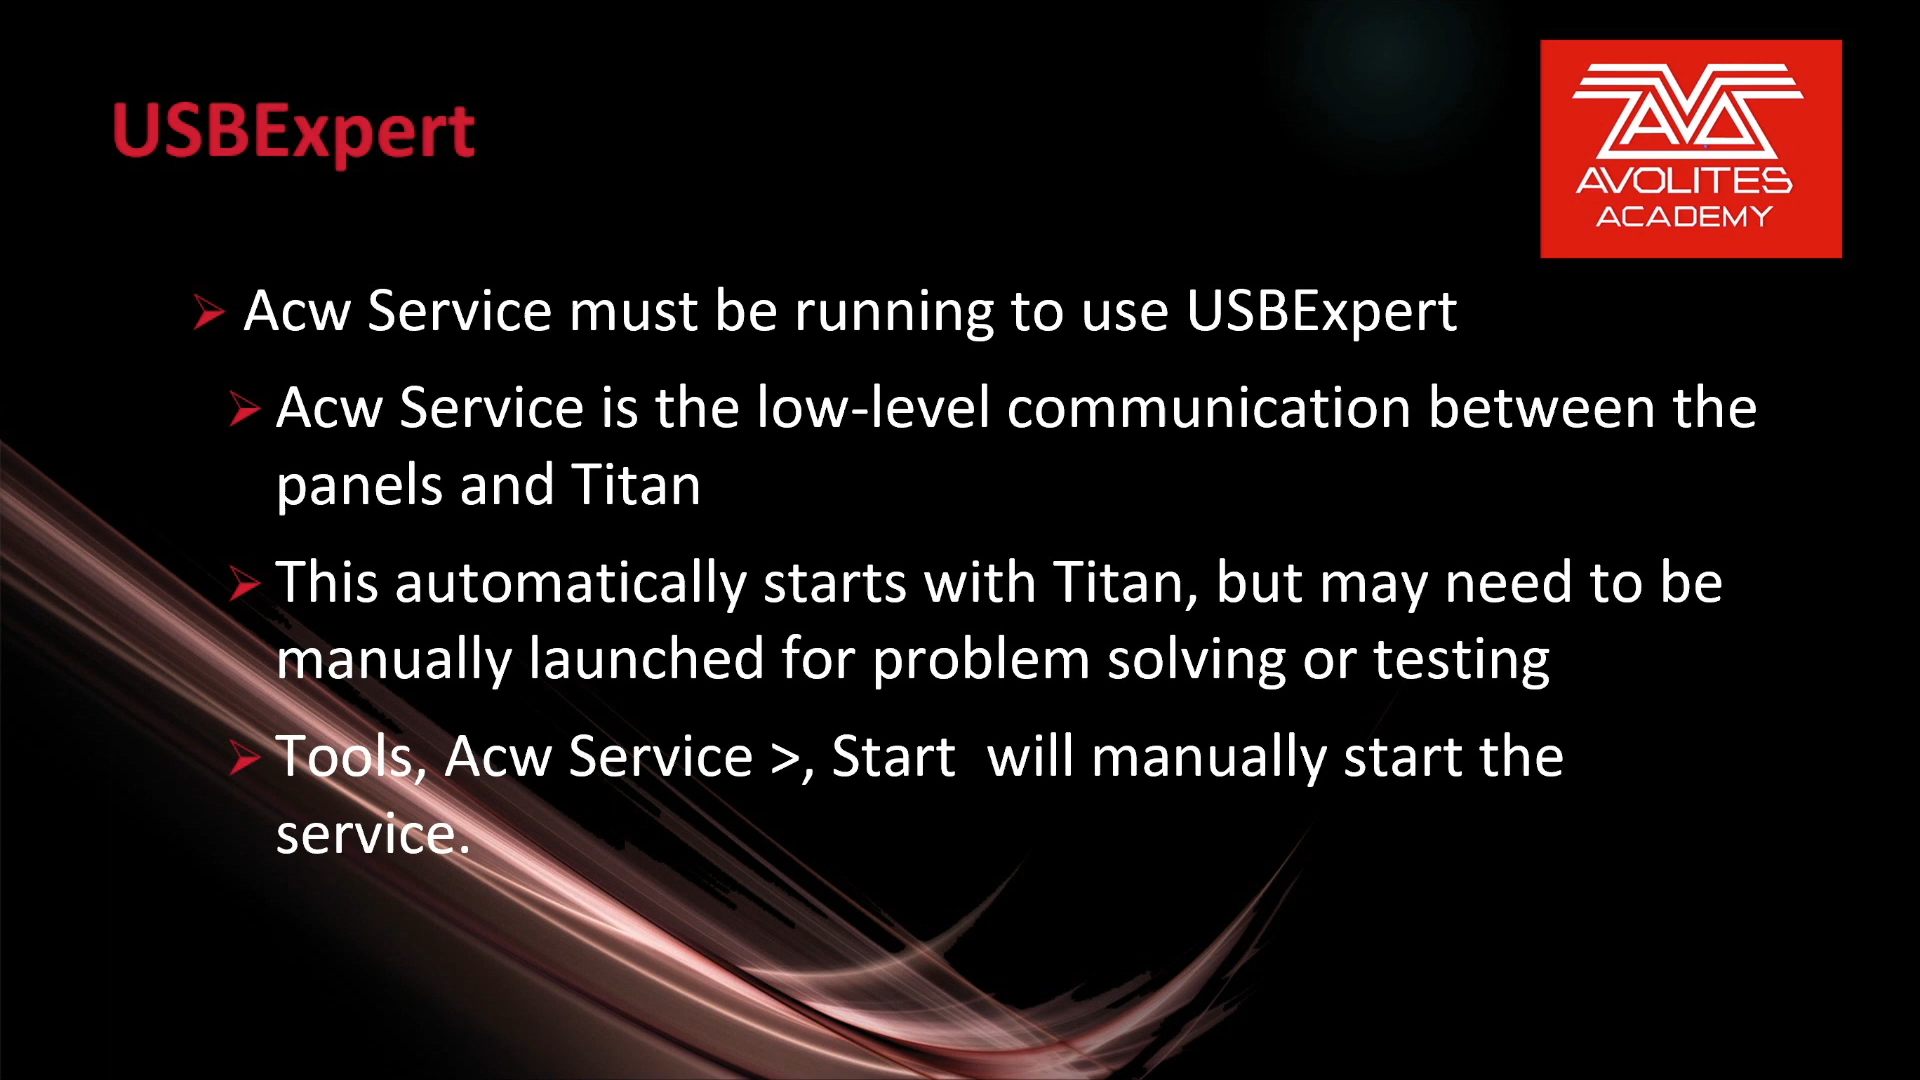 USBExpert
AVOLITES
ACADEMY
Acw Service must be running to use USBExpert
Acw Service is the low-level communication between the
panels and Titan
This automatically starts with Titan, but may need to be
manually launched for problem solving or testing
Tools, Acw Service >, Start  will manually start the
service.